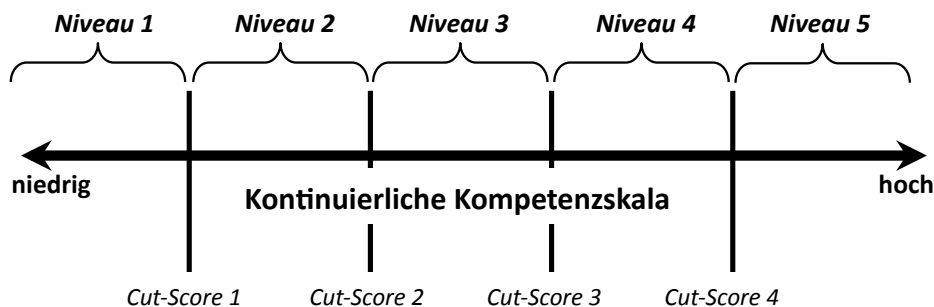 Niveau 1 Niveau 2 Niveau 3 Niveau 4 Niveau 5
niedrig hoch
Kontinuierliche Kompetenzskala
Cut-Score 1 Cut-Score 2 Cut-Score 3 Cut-Score 4